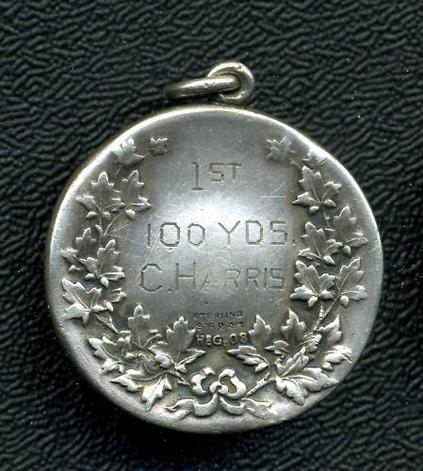 1ST
100 YDS.
C. HARRIS
STERLING
REG. 08